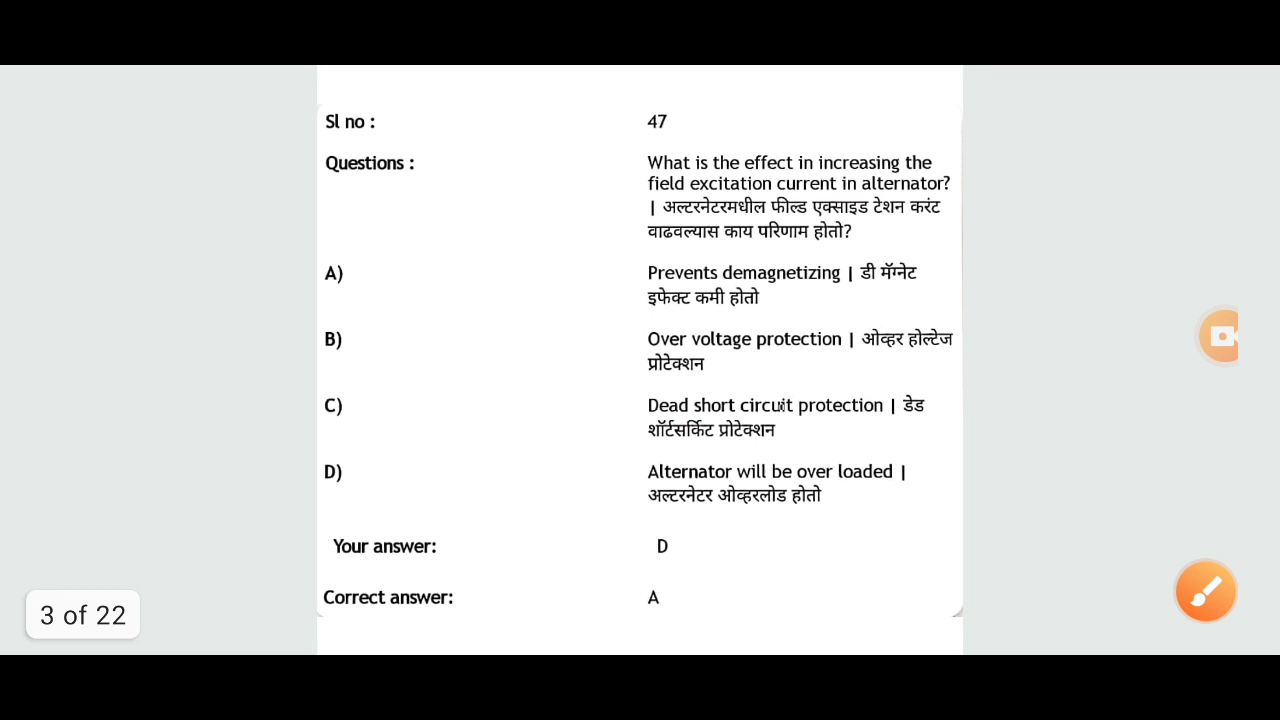 Sl no : 47
Questions : What is the effect in increasing the
field excitation current in alternator?
| अल्टरनेटरमधील फील्ड एक्साइड टेशन करंट
वाढवल्यास काय परिणाम होतो?
A) Prevents demagnetizing | डी मॅग्नेट
इफेक्ट कमी होतो
B) Over voltage protection | ओव्हर होल्टेज
प्रोटेक्शन
C) Dead short circuit protection | डेड
शॉर्टसर्किट प्रोटेक्शन
D) Alternator will be over loaded |
अल्टरनेटर ओव्हरलोड होतो
Your answer: D
Correct answer: A
3 of 22